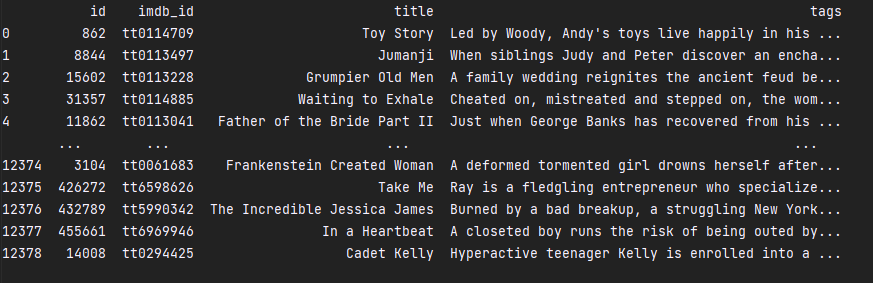 id imdb_id title tags
0 862 tt0114709 Toy Story Led by Woody, Andy's toys live happily in his ...
1 8844 tt0113497 Jumanji When siblings Judy and Peter discover an encha...
2 15602 tt0113228 Grumpier Old Men A family wedding reignites the ancient feud be...
3 31357 tt0114885 Waiting to Exhale Cheated on, mistreated and stepped on, the wom...
4 11862 tt0113041 Father of the Bride Part II Just when George Banks has recovered from his ...
... ... ... ...
12374 3104 tt0061683 Frankenstein Created Woman A deformed tormented girl drowns herself after...
12375 426272 tt6598626 Take Me Ray is a fledgling entrepreneur who specialize...
12376 432789 tt5990342 The Incredible Jessica James Burned by a bad breakup, a struggling New York...
12377 455661 tt6969946 In a Heartbeat A closeted boy runs the risk of being outed by...
12378 14008 tt0294425 Cadet Kelly Hyperactive teenager Kelly is enrolled into a ...